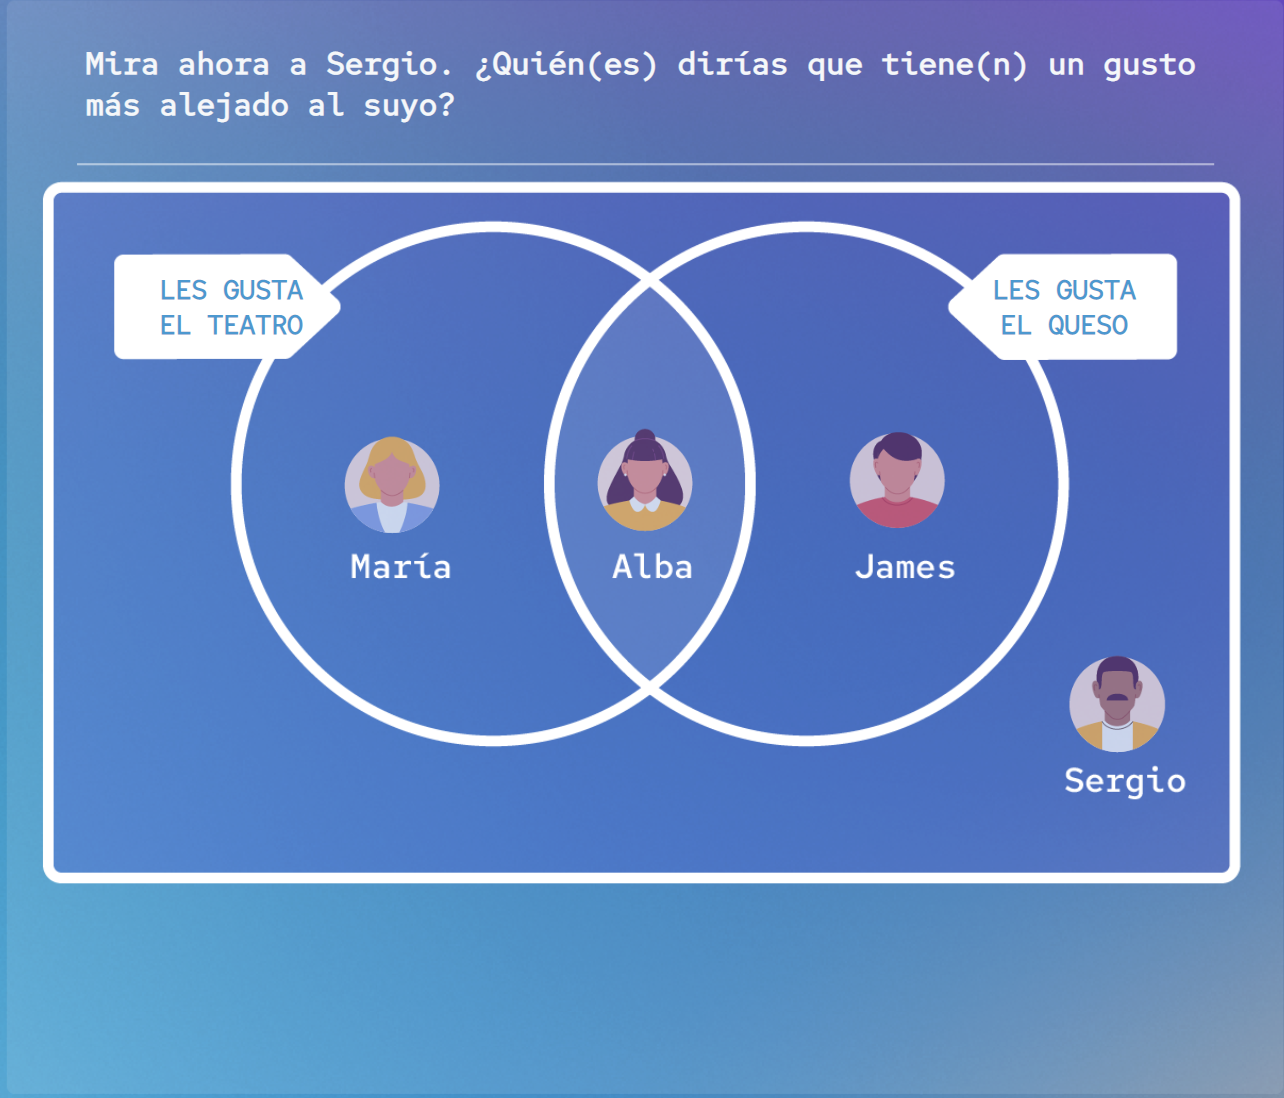 Mira ahora a Sergio. ¿Quién(es) dirías que tiene(n) un gusto
más alejado al suyo?
LES GUSTA
EL TEATRO
LES GUSTA
EL QUESO
María
Alba
James
Sergio